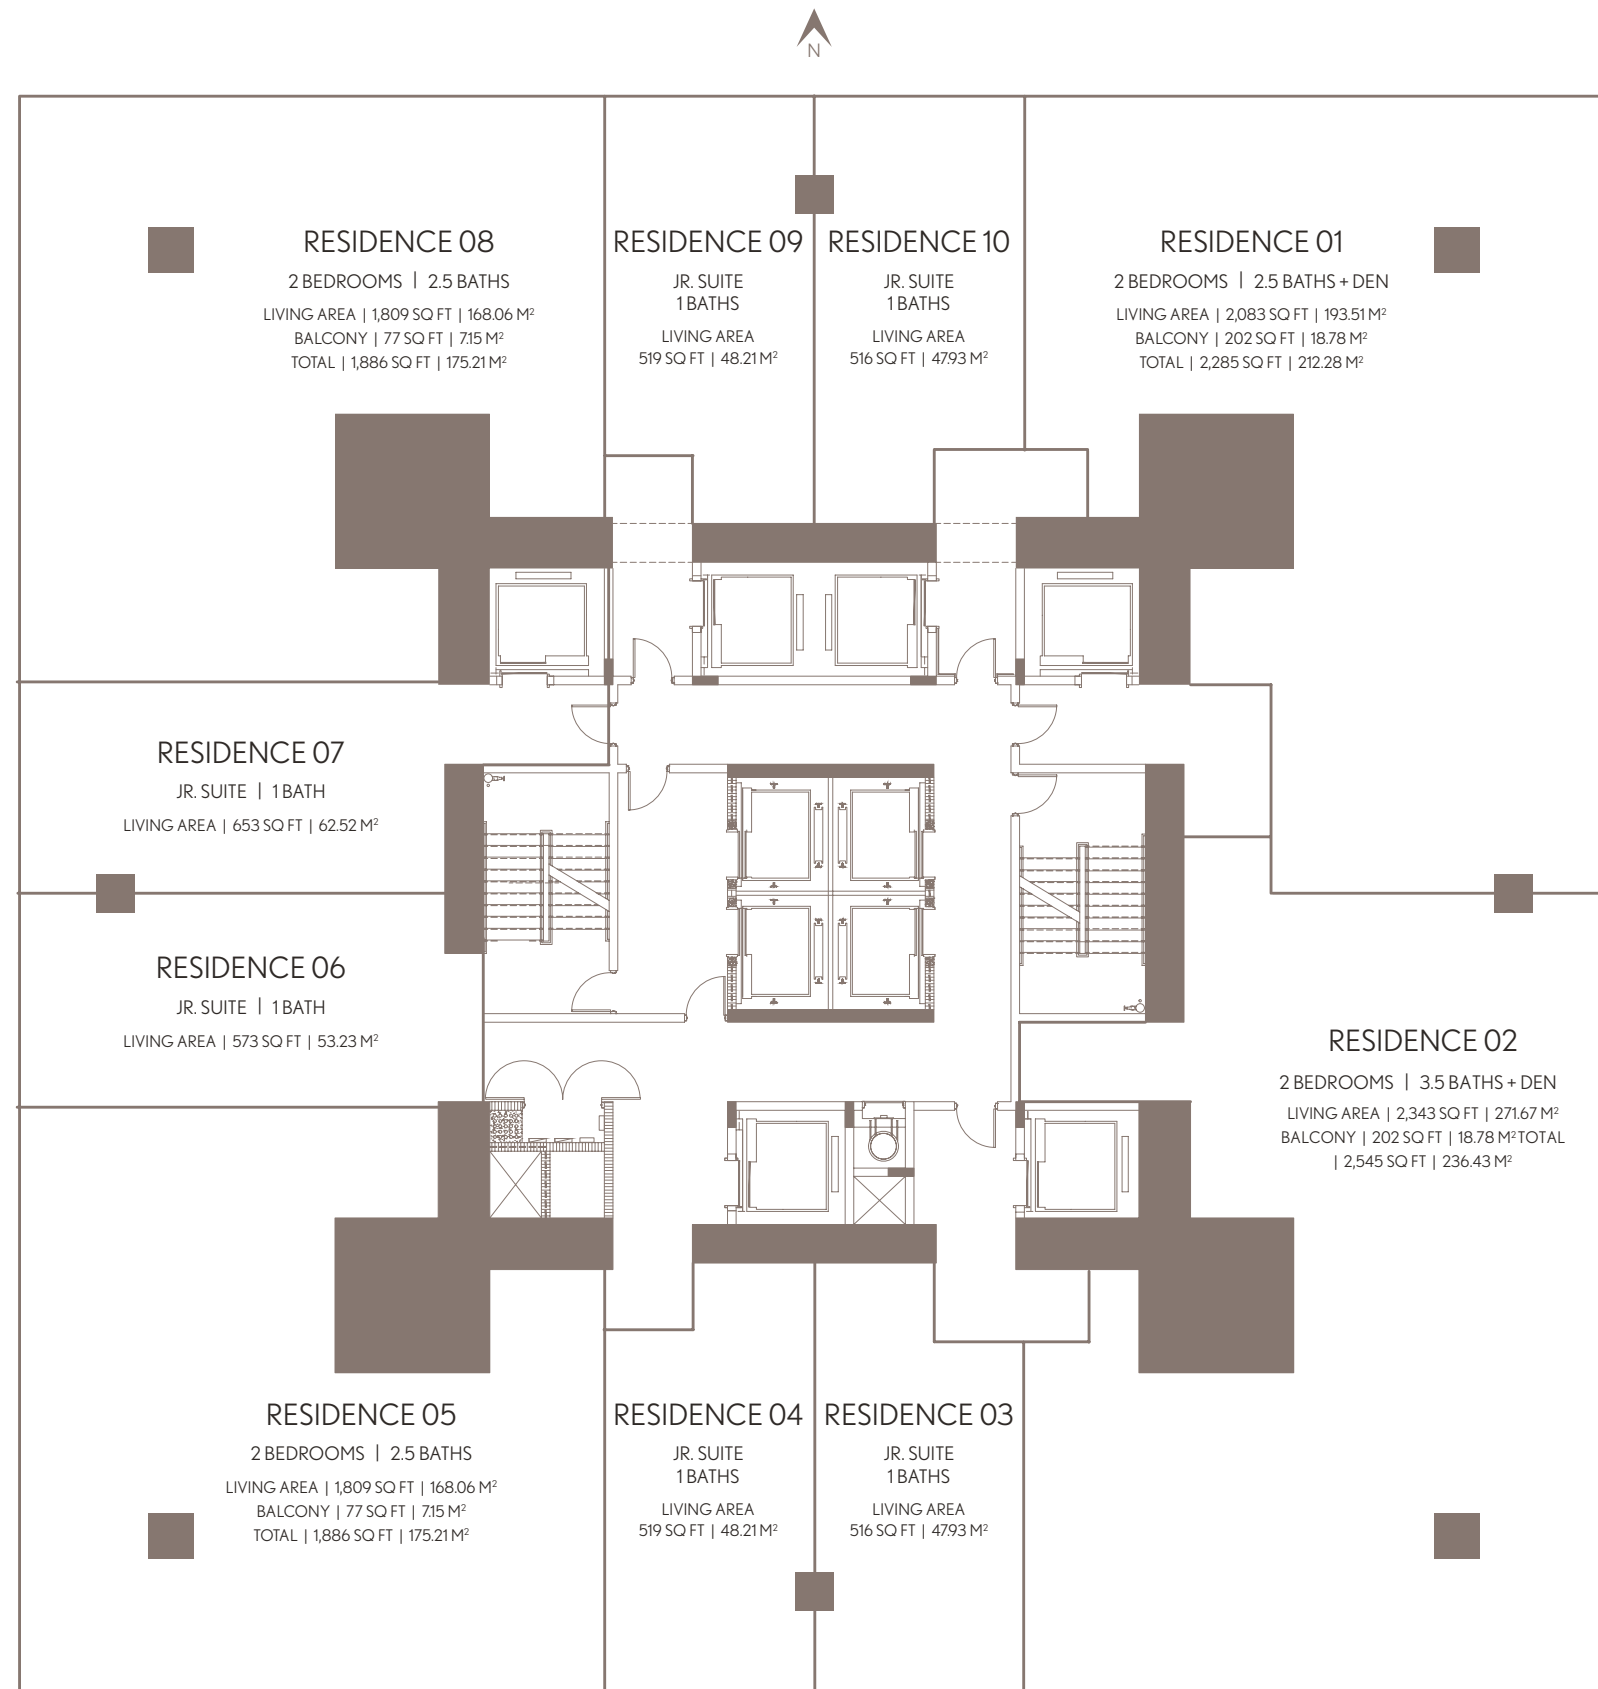 N
RESIDENCE 08
2 BEDROOMS | 2.5 BATHS
LIVING AREA | 1,809 SQ FT | 168.06 M²
BALCONY | 77 SQ FT | 7.15 M²
TOTAL | 1,886 SQ FT | 175.21 M²
RESIDENCE 09
JR. SUITE
1 BATHS
LIVING AREA
519 SQ FT | 48.21 M²
RESIDENCE 10
JR. SUITE
1 BATHS
LIVING AREA
516 SQ FT | 47.93 M²
RESIDENCE 01
2 BEDROOMS | 2.5 BATHS + DEN
LIVING AREA | 2,083 SQ FT | 193.51 M²
BALCONY | 202 SQ FT | 18.78 M²
TOTAL | 2,285 SQ FT | 212.28 M²
RESIDENCE 07
JR. SUITE | 1 BATH
LIVING AREA | 653 SQ FT | 62.52 M²
RESIDENCE 06
JR. SUITE | 1 BATH
LIVING AREA | 573 SQ FT | 53.23 M²
RESIDENCE 02
2 BEDROOMS | 3.5 BATHS + DEN
LIVING AREA | 2,343 SQ FT | 271.67 M²
BALCONY | 202 SQ FT | 18.78 M² TOTAL
| 2,545 SQ FT | 236.43 M²
RESIDENCE 05
2 BEDROOMS | 2.5 BATHS
LIVING AREA | 1,809 SQ FT | 168.06 M²
BALCONY | 77 SQ FT | 7.15 M²
TOTAL | 1,886 SQ FT | 175.21 M²
RESIDENCE 04
JR. SUITE
1 BATHS
LIVING AREA
519 SQ FT | 48.21 M²
RESIDENCE 03
JR. SUITE
1 BATHS
LIVING AREA
516 SQ FT | 47.93 M²